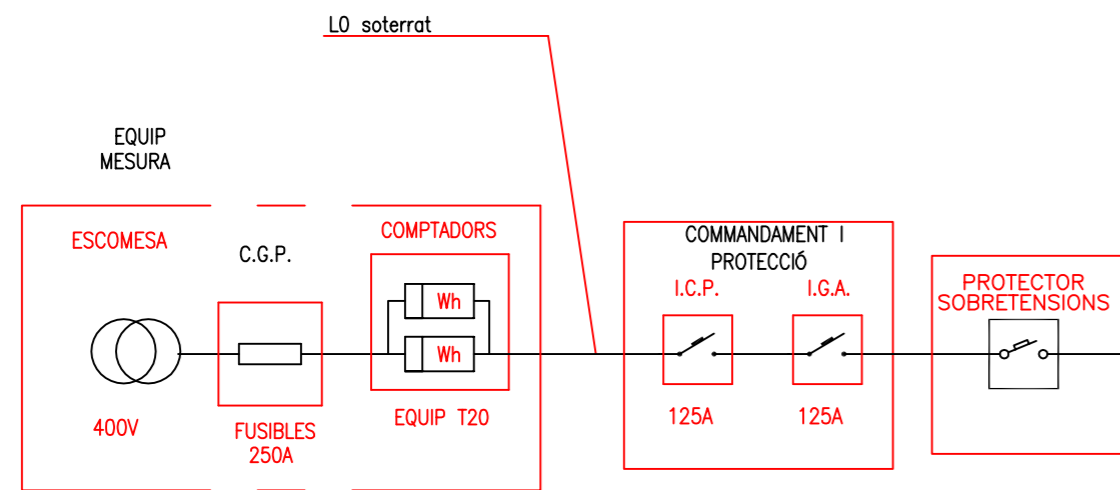 L0 soterrat
EQUIP
MESURA
ESCOMESA
C.G.P.
COMPTADORS
Wh
Wh
400V
FUSIBLES
250A
EQUIP T20
COMMANDAMENT I
PROTECCIÓ
I.C.P.
I.G.A.
125A
125A
PROTECTOR
SOBRETENSIONS